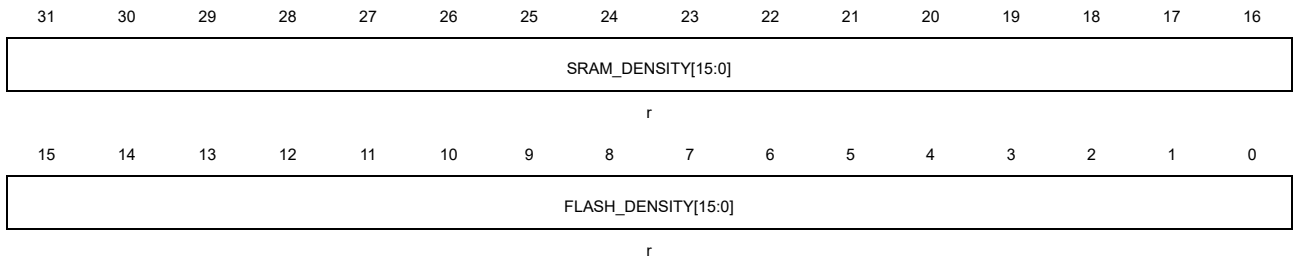 31 30 29 28 27 26 25 24 23 22 21 20 19 18 17 16
SRAM_DENSITY[15:0]
r
15 14 13 12 11 10 9 8 7 6 5 4 3 2 1 0
FLASH_DENSITY[15:0]
r